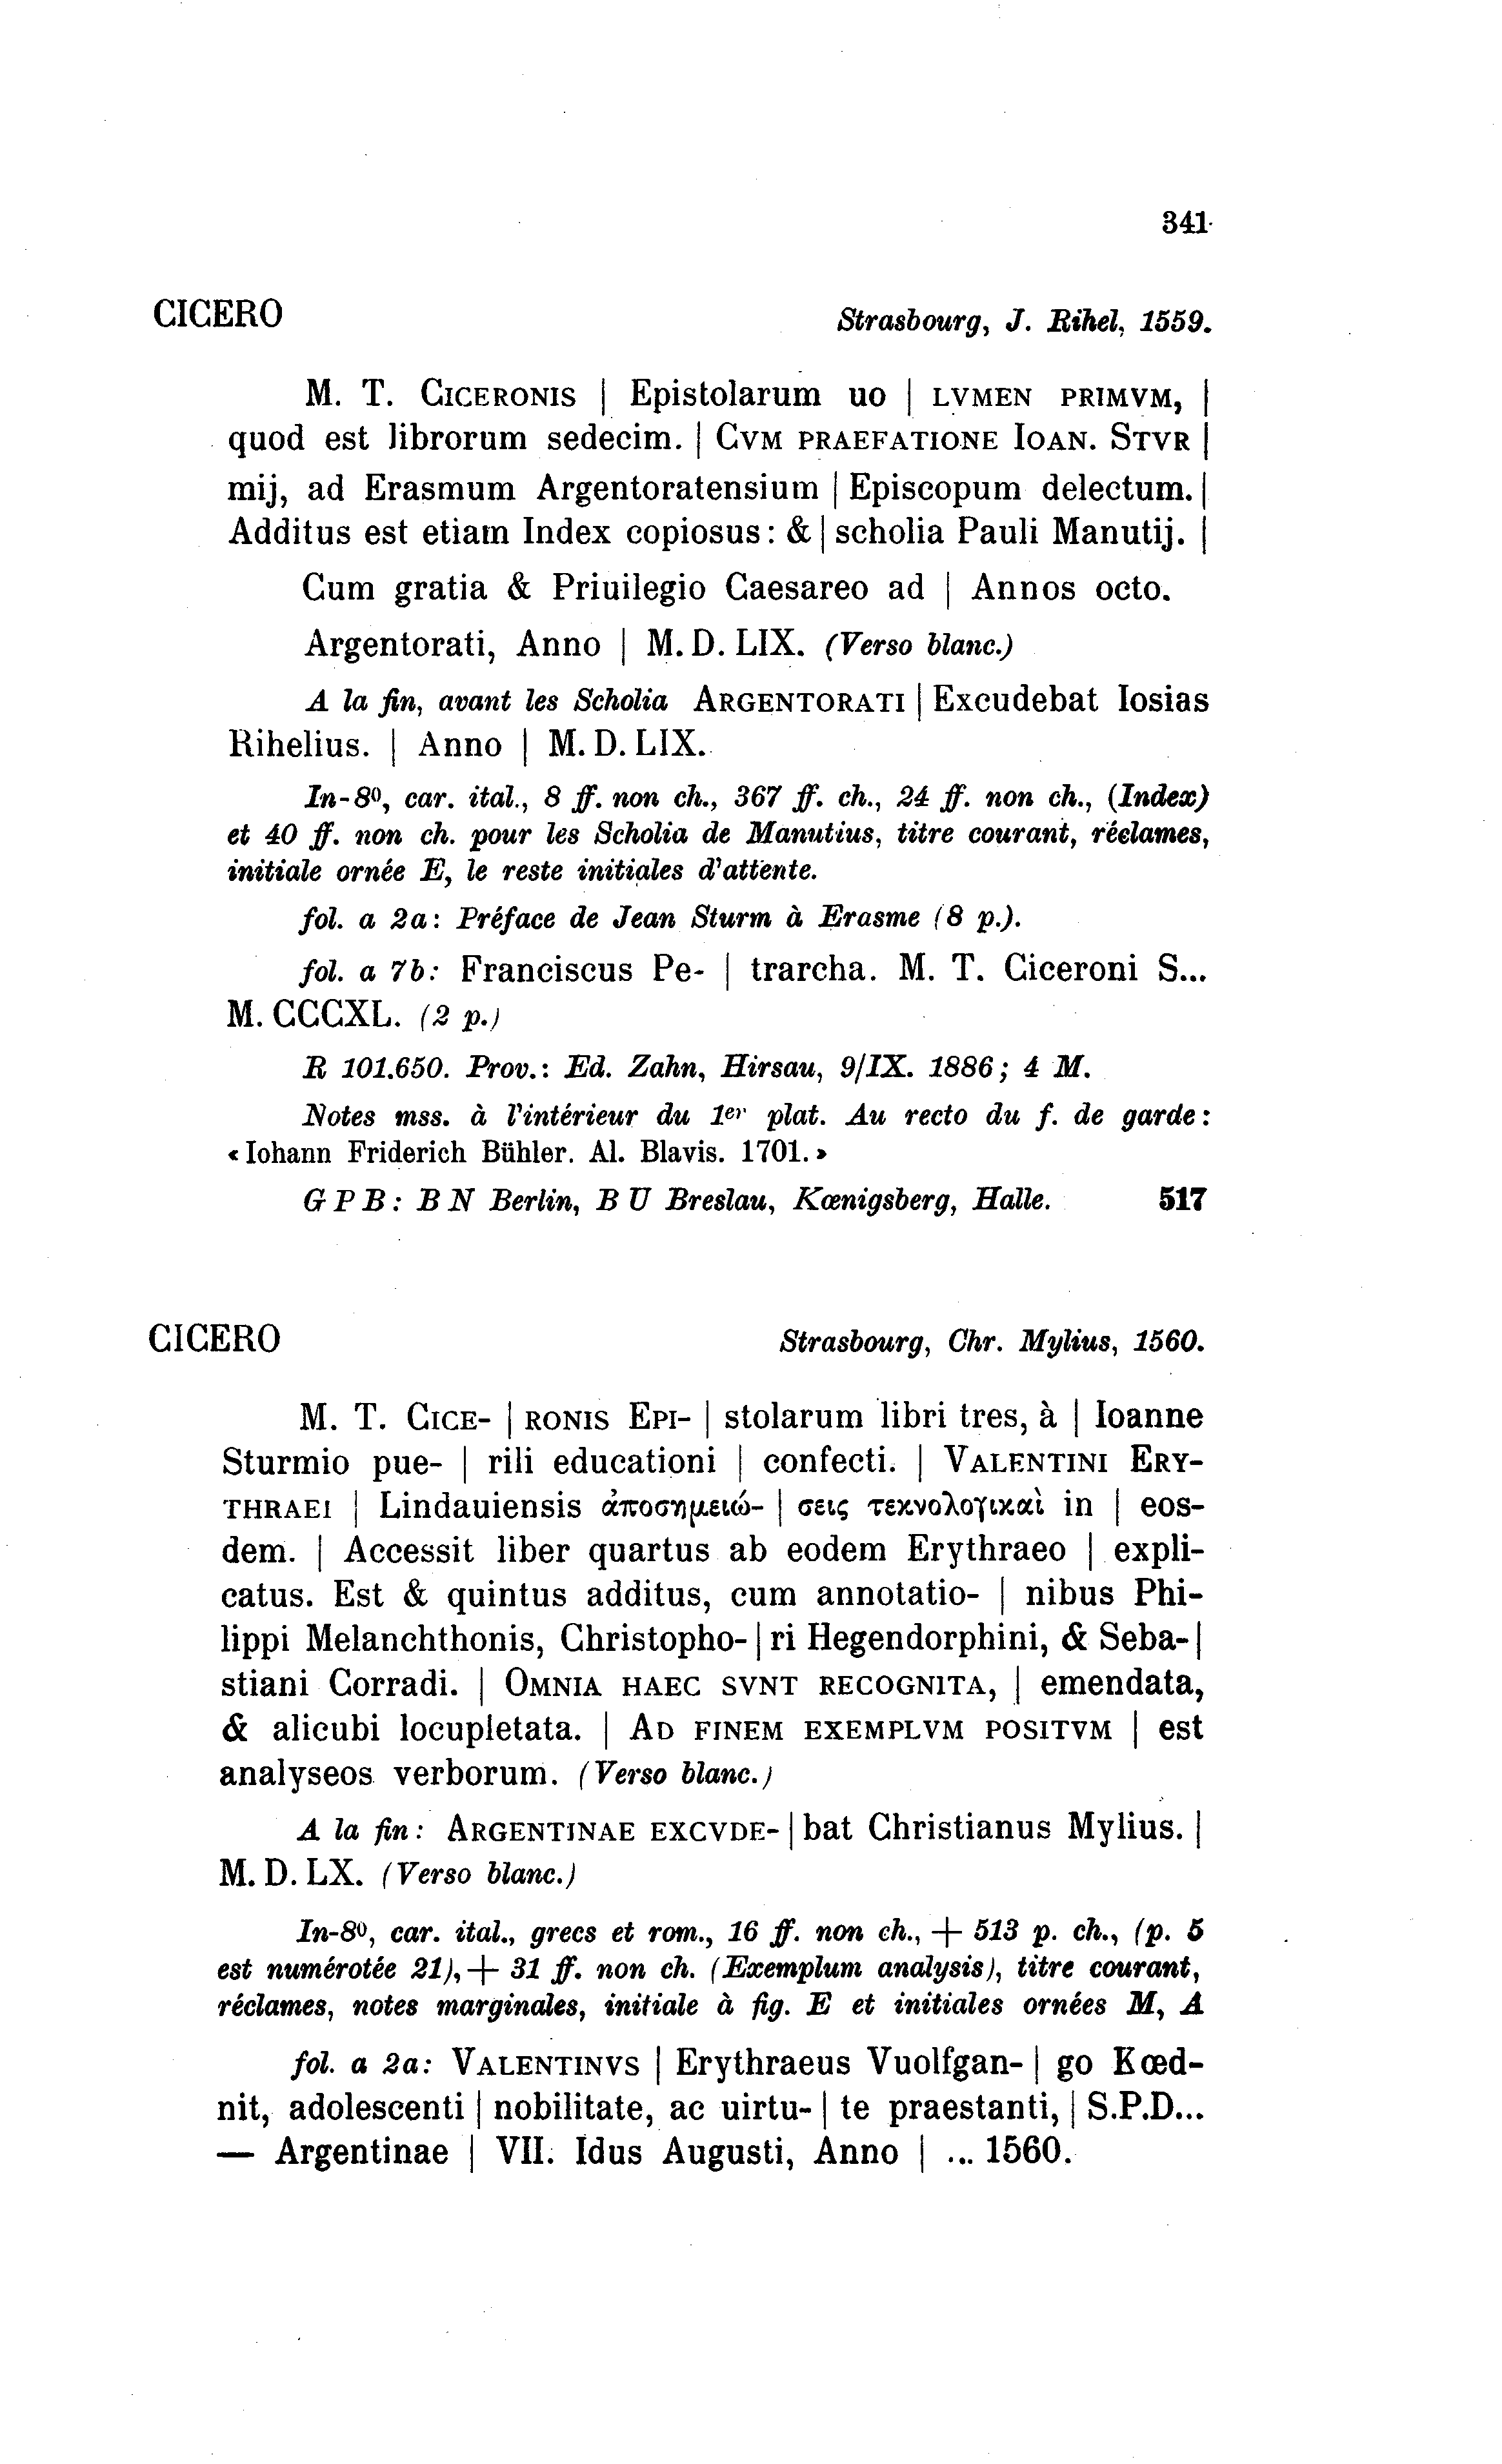 341
CICERO Strasbourg, J. Rihel, 1559.
M. T. CICERONIS | Epistolarum uo | LVMEN PRIMVM, |
quod est librorum sedecim. | CVM PRAEFATIONE IOAN. STVR |
mij, ad Erasmum Argentoratensium | Episcopum delectum. |
Additus est etiam Index copiosus: & | scholia Pauli Manutij. |
Cum gratia & Priuilegio Caesareo ad | Annos octo.
Argentorati, Anno | M. D. LIX. (Verso blanc.)
A la fin, avant les Scholia ARGENTORATI | Excudebat Iosias
Rihelius. | Anno | M. D. LIX.
In-8⁰, car. ital., 8 ff. non ch., 367 ff. ch., 24 ff. non ch., (Index)
et 40 ff. non ch. pour les Scholia de Manutius, titre courant, réclames,
initiale ornée E, le reste initiales d'attente.
fol. a 2a: Préface de Jean Sturm à Erasme (8 p.).
fol. a 7b: Franciscus Pe- | trarcha. M. T. Ciceroni S...
M. CCCXL. (2 p.)
R 101.650. Prov.: Ed. Zahn, Hirsau, 9/IX. 1886; 4 M.
Notes mss. à l'intérieur du 1er plat. Au recto du f. de garde:
«Iohann Friderich Bühler. Al. Blavis. 1701.»
G P B: B N Berlin, B U Breslau, Kœnigsberg, Halle. 517
CICERO Strasbourg, Chr. Mylius, 1560.
M. T. CICE- | RONIS EPI- | stolarum libri tres, à | Ioanne
Sturmio pue- | rili educationi | confecti. | VALENTINI ERY-
THRAEI | Lindauiensis ἀποσημειώ- | σεις τεχνολογικαὶ in | eos-
dem. | Accessit liber quartus ab eodem Erythraeo | expli-
catus. Est & quintus additus, cum annotatio- | nibus Phi-
lippi Melanchthonis, Christopho- | ri Hegendorphini, & Seba- |
stiani Corradi. | OMNIA HAEC SVNT RECOGNITA, | emendata,
& alicubi locupletata. | AD FINEM EXEMPLVM POSITVM | est
analyseos verborum. (Verso blanc.)
A la fin: ARGENTINAE EXCVDE- | bat Christianus Mylius. |
M. D. LX. (Verso blanc.)
In-8⁰, car. ital., grecs et rom., 16 ff. non ch., + 513 p. ch., (p. 5
est numérotée 21), + 31 ff. non ch. (Exemplum analysis), titre courant,
réclames, notes marginales, initiale à fig. E et initiales ornées M, A
fol. a 2a: VALENTINVS | Erythraeus Vuolfgan- | go Kœd-
nit, adolescenti | nobilitate, ac uirtu- | te praestanti, | S.P.D...
— Argentinae | VII. Idus Augusti, Anno | ... 1560.